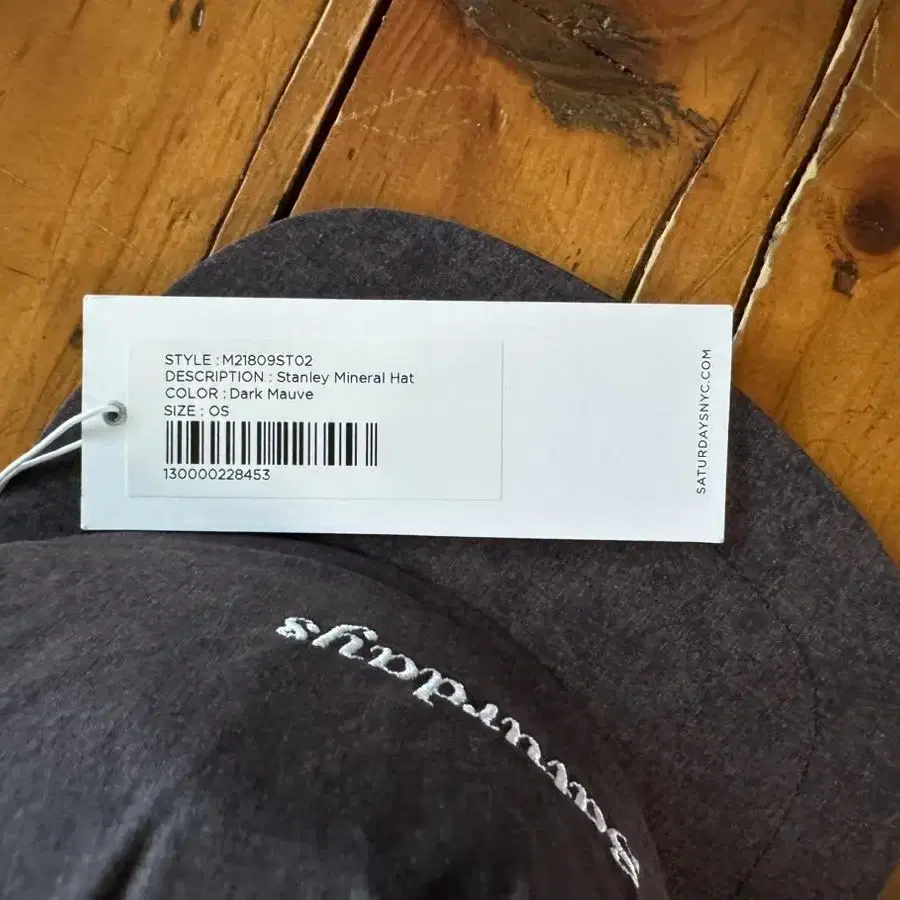 STYLE : M21809ST02
DESCRIPTION : Stanley Mineral Hat
COLOR : Dark Mauve
SIZE : OS
130000228453
SATURDAYSNYC.COM
Saturdays